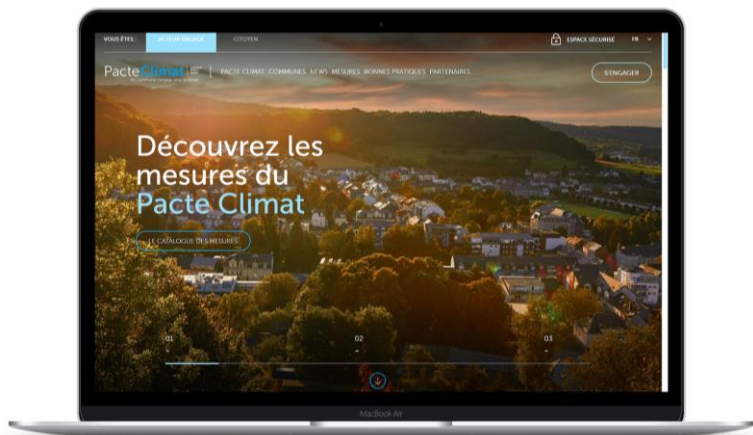 VOUS ÊTES : ACTEUR ENGAGÉ CITOYEN ESPACE SÉCURISÉ FR
PacteClimat PACTE CLIMAT COMMUNES NEWS MESURES BONNES PRATIQUES PARTENAIRES S'ENGAGER
Découvrez les
mesures du
Pacte Climat
LE CATALOGUE DES MESURES
01 02 03
MacBook Air